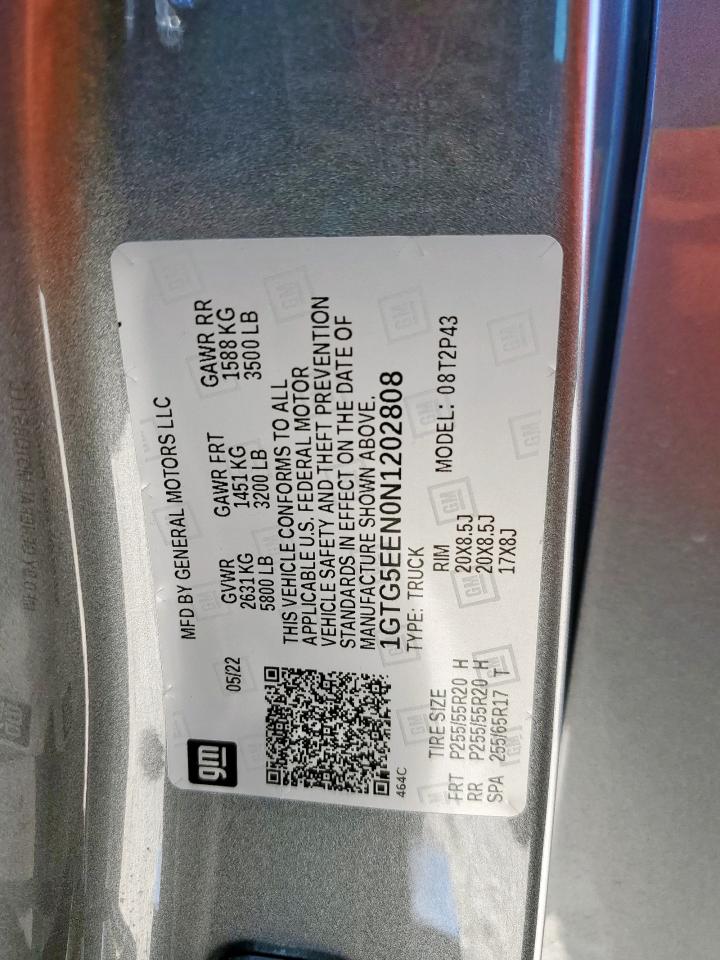 gm
05/22
MFD BY GENERAL MOTORS LLC
GVWR GAWR FRT GAWR RR
2631 KG 1451 KG 1588 KG
5800 LB 3200 LB 3500 LB
THIS VEHICLE CONFORMS TO ALL
APPLICABLE U.S. FEDERAL MOTOR
VEHICLE SAFETY AND THEFT PREVENTION
STANDARDS IN EFFECT ON THE DATE OF
MANUFACTURE SHOWN ABOVE.
1GTG5EEN0N1202808
464C
TYPE: TRUCK MODEL: 08T2P43
TIRE SIZE RIM
FRT P255/55R20 H 20X8.5J
RR P255/55R20 H 20X8.5J
SPA 255/65R17 T 17X8J